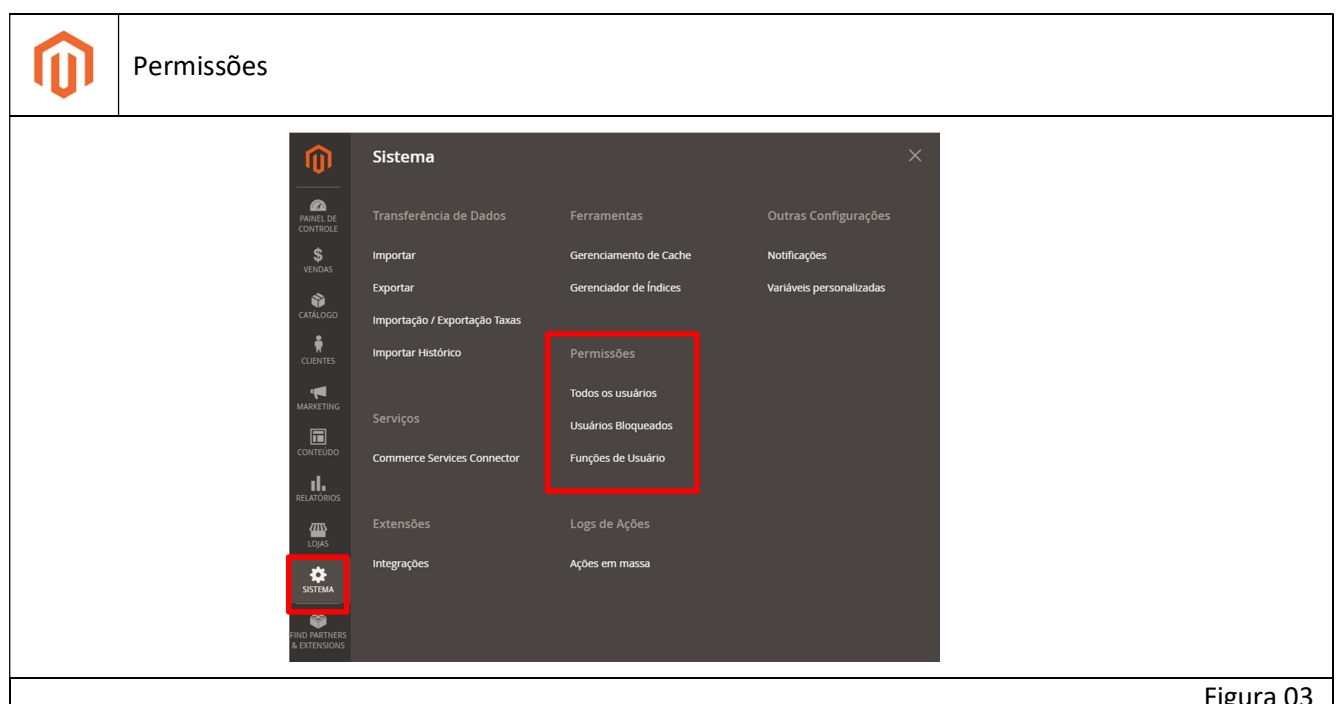 Permissões
Sistema
PAINEL DE
CONTROLE
$
VENDAS
CATÁLOGO
CLIENTES
MARKETING
CONTEÚDO
RELATÓRIOS
LOJAS
SISTEMA
FIND PARTNERS
& EXTENSIONS
Transferência de Dados
Importar
Exportar
Importação / Exportação Taxas
Importar Histórico
Serviços
Commerce Services Connector
Extensões
Integrações
Ferramentas
Gerenciamento de Cache
Gerenciador de Índices
Permissões
Todos os usuários
Usuários Bloqueados
Funções de Usuário
Logs de Ações
Ações em massa
Outras Configurações
Notificações
Variáveis personalizadas
Figura 03